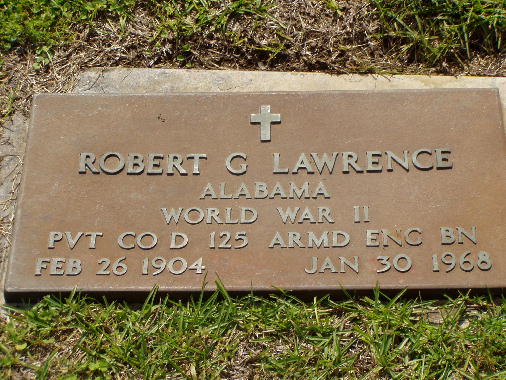 ROBERT G LAWRENCE
ALABAMA
WORLD WAR II
PVT CO D 125 ARMD ENG BN
FEB 26 1904 JAN 30 1968